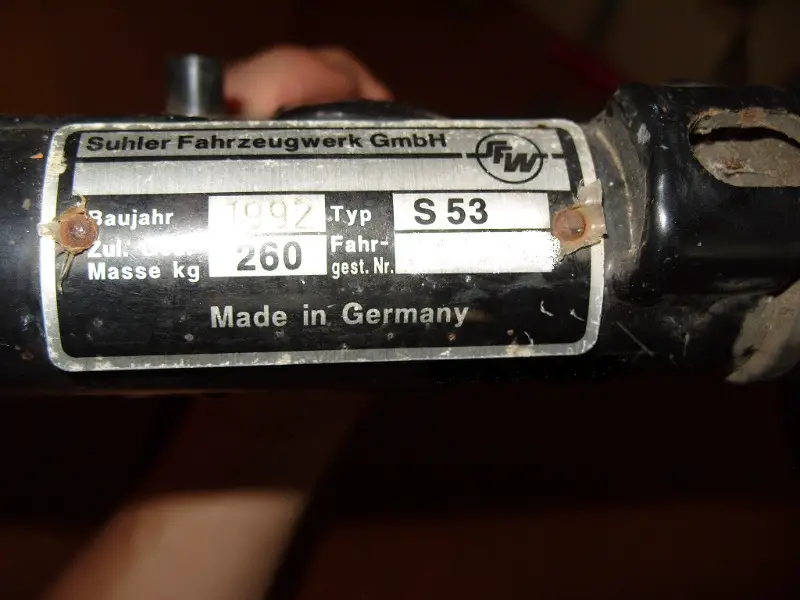 Suhler Fahrzeugwerk GmbH
SFW
Baujahr 1992 Typ S 53
Zul. 260 Fahr-
Masse kg gest. Nr.
Made in Germany